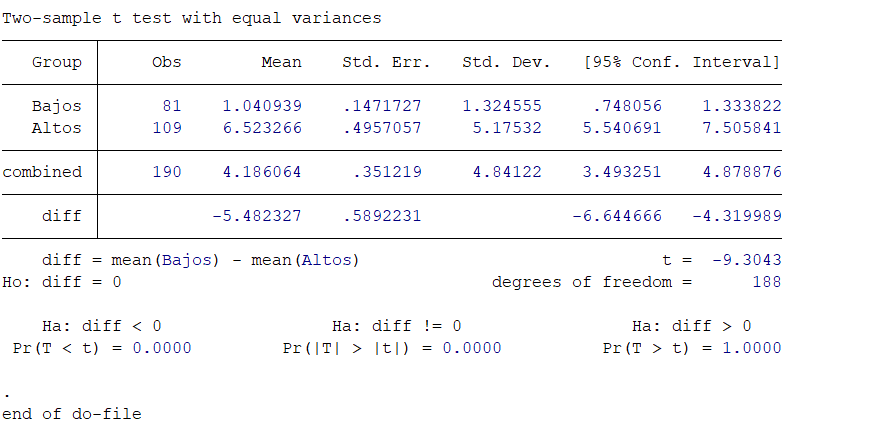 Two-sample t test with equal variances
Group Obs Mean Std. Err. Std. Dev. [95% Conf. Interval]
Bajos 81 1.040939 .1471727 1.324555 .748056 1.333822
Altos 109 6.523266 .4957057 5.17532 5.540691 7.505841
combined 190 4.186064 .351219 4.84122 3.493251 4.878876
diff -5.482327 .5892231 -6.644666 -4.319989
diff = mean(Bajos) - mean(Altos) t = -9.3043
Ho: diff = 0 degrees of freedom = 188
Ha: diff < 0 Ha: diff != 0 Ha: diff > 0
Pr(T < t) = 0.0000 Pr(|T| > |t|) = 0.0000 Pr(T > t) = 1.0000
.
end of do-file